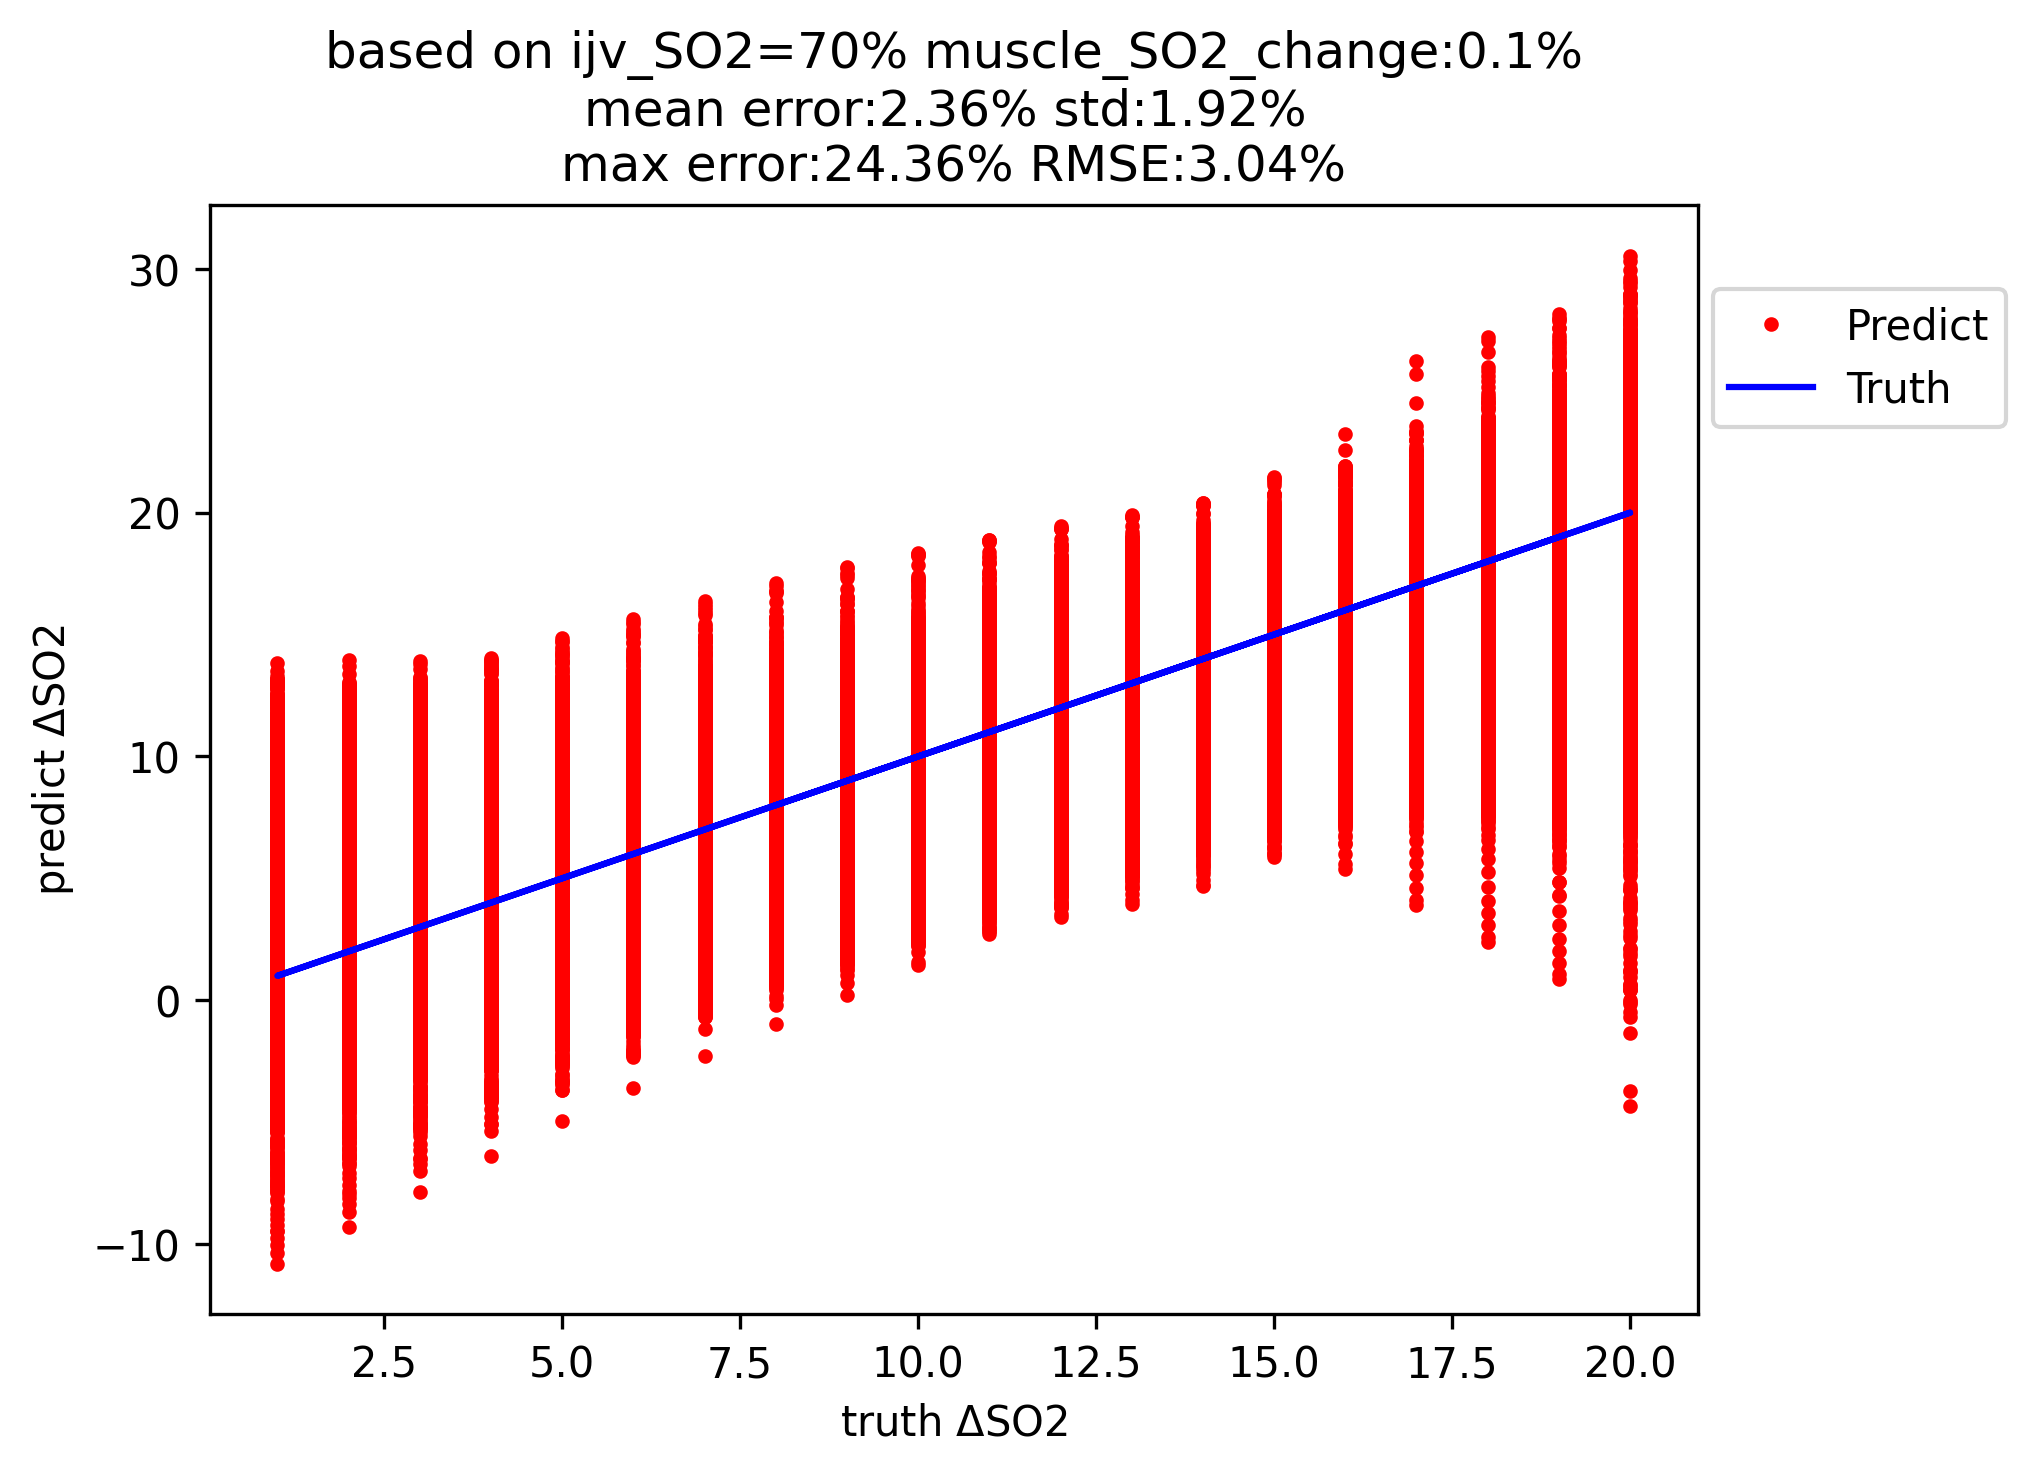 based on ijv_SO2=70% muscle_SO2_change:0.1%
mean error:2.36% std:1.92%
max error:24.36% RMSE:3.04%
30
20
10
0
−10
predict ΔSO2
2.5 5.0 7.5 10.0 12.5 15.0 17.5 20.0
truth ΔSO2
Predict
Truth